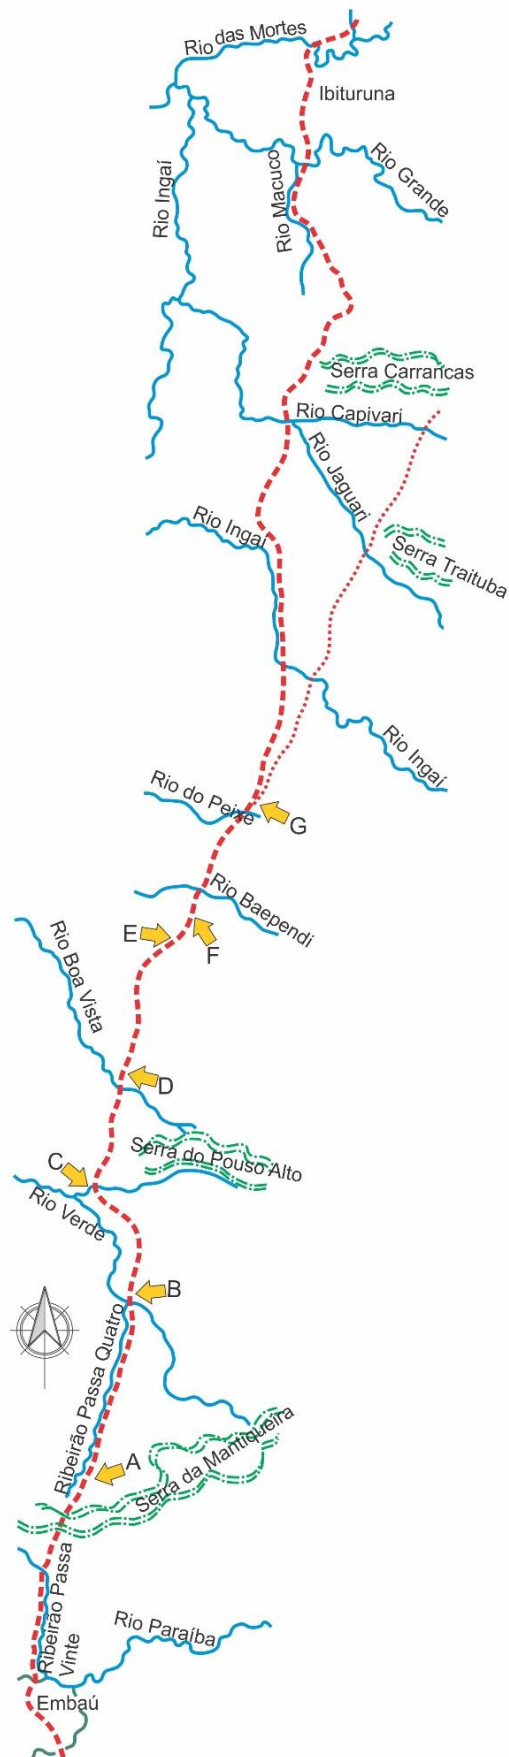 Rio das Mortes
Ibituruna
Rio Grande
Rio Ingaí
Rio Macuco
Serra Carrancas
Rio Capivari
Rio Jaguari
Rio Ingaí
Serra Traituba
Rio Ingaí
Rio do Peixe
G
Rio Baependi
E
F
Rio Boa Vista
D
Serra do Pouso Alto
C
Rio Verde
B
Ribeirão Passa Quatro
Serra da Mantiqueira
A
Ribeirão Passa
Vinte
Rio Paraíba
Embaú